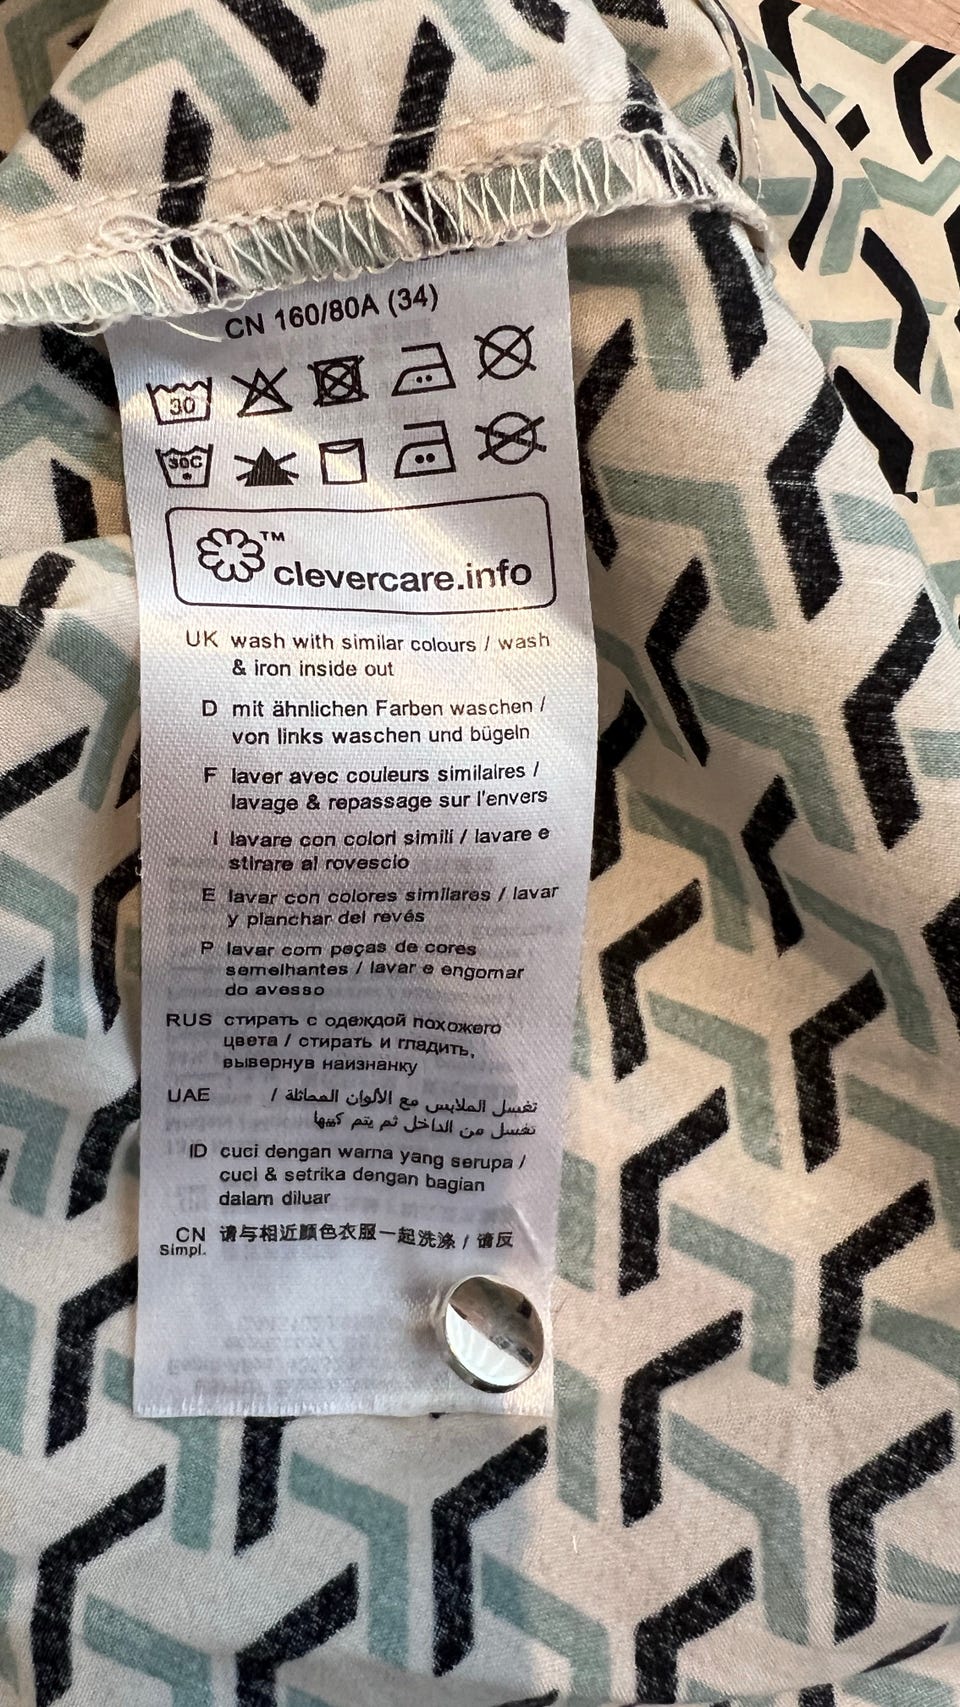 CN 160/80A (34)
30
30C
clevercare.info™
UK wash with similar colours / wash
& iron inside out
D mit ähnlichen Farben waschen /
von links waschen und bügeln
F laver avec couleurs similaires /
lavage & repassage sur l'envers
I lavare con colori simili / lavare e
stirare al rovescio
E lavar con colores similares / lavar
y planchar del revés
P lavar com peças de cores
semelhantes / lavar e engomar
do avesso
RUS стирать с одеждой похожего
цвета / стирать и гладить,
вывернув наизнанку
UAE تغسل الملابس مع الألوان المماثلة /
تغسل من الداخل ثم يتم كيها
ID cuci dengan warna yang serupa /
cuci & setrika dengan bagian
dalam diluar
CN 请与相近颜色衣服一起洗涤 / 请反
Simpl.